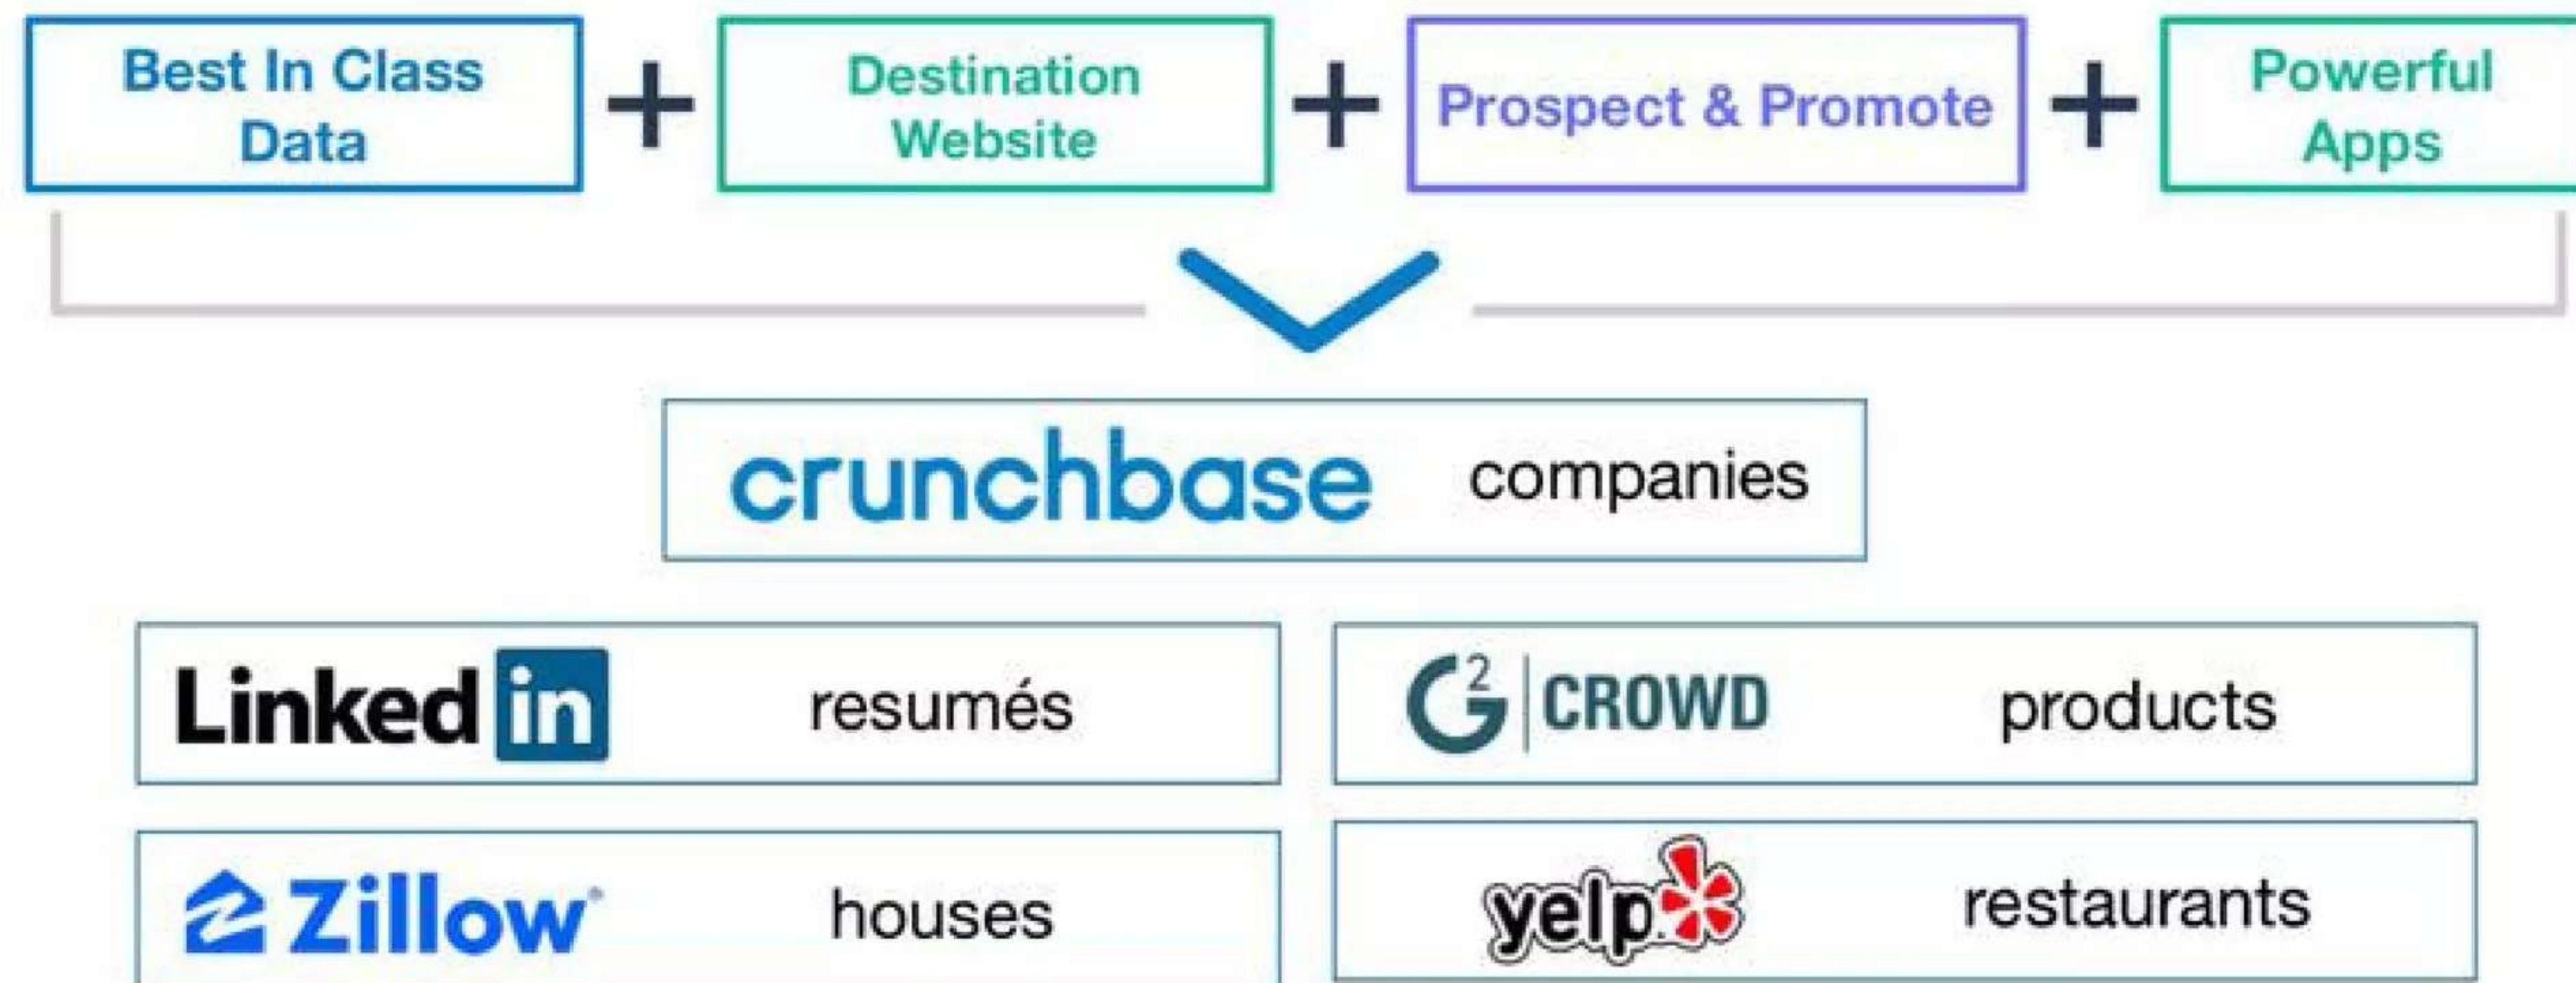 Best In Class
Data
+
Destination
Website
+
Prospect & Promote
+
Powerful
Apps
crunchbase companies
Linked in resumés
G2 CROWD products
Zillow houses
yelp restaurants